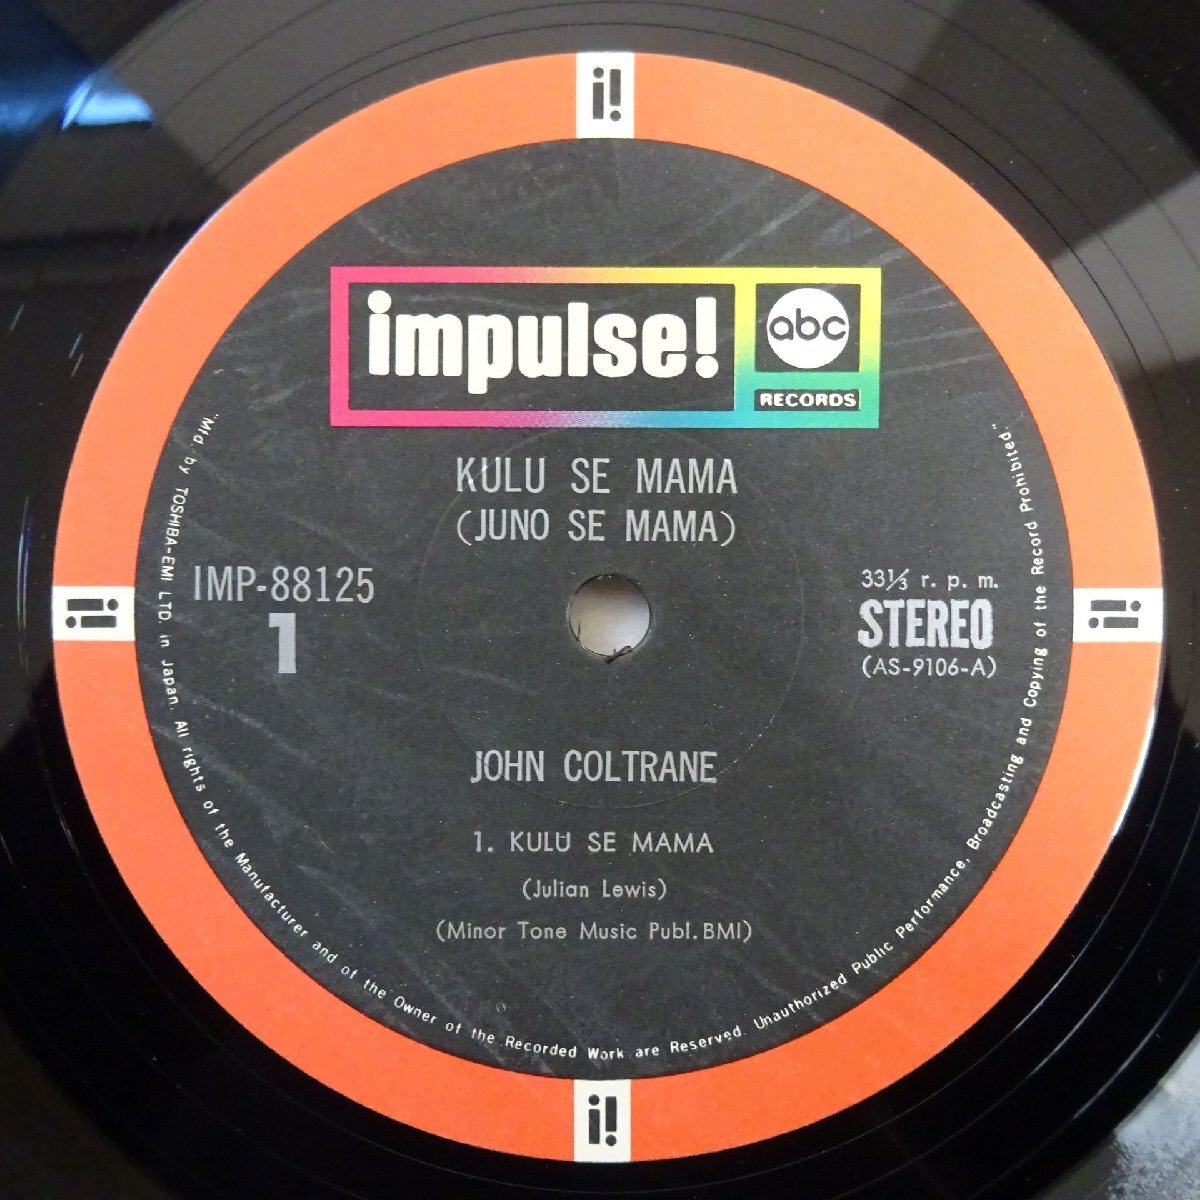 i!
impulse!
abc
RECORDS
KULU SE MAMA
(JUNO SE MAMA)
IMP-88125
1
33⅓ r. p. m.
STEREO
(AS-9106-A)
i!
i!
JOHN COLTRANE
1. KULU SE MAMA
(Julian Lewis)
(Minor Tone Music Publ. BMI)
"Mfd. by TOSHIBA-EMI LTD. in Japan. All rights of the Manufacturer and of the Owner of the Recorded Work are Reserved. Unauthorized Public Performance, Broadcasting and Copying of the Record Prohibited."
i!